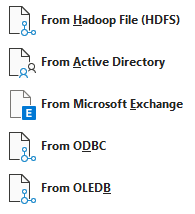 From Hadoop File (HDFS)
From Active Directory
E
From Microsoft Exchange
From ODBC
From OLEDB